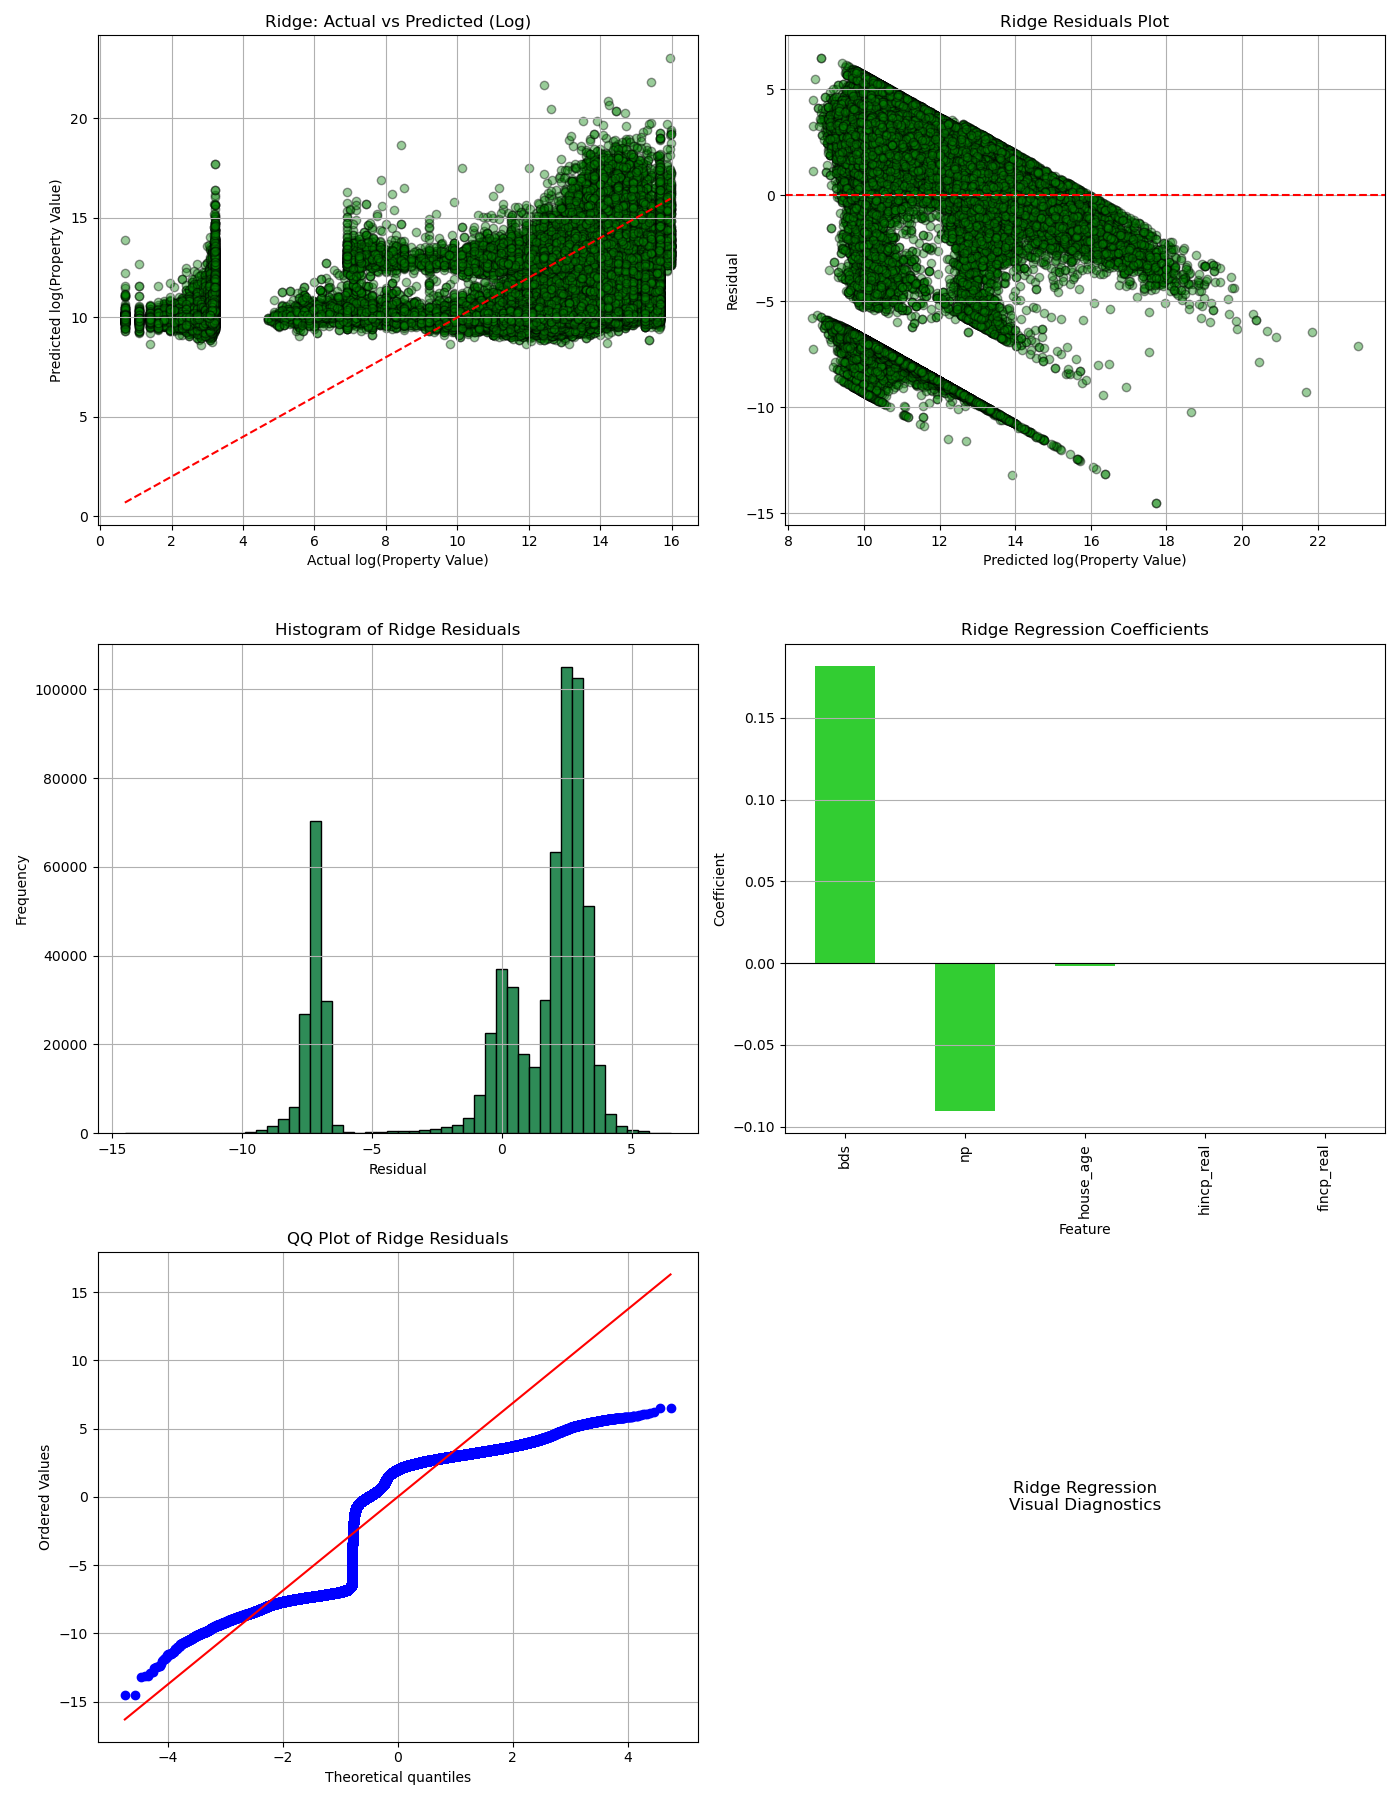 Ridge: Actual vs Predicted (Log)
Predicted log(Property Value)
20
15
10
5
0
0 2 4 6 8 10 12 14 16
Actual log(Property Value)
Ridge Residuals Plot
Residual
5
0
−5
−10
−15
8 10 12 14 16 18 20 22
Predicted log(Property Value)
Histogram of Ridge Residuals
Frequency
100000
80000
60000
40000
20000
0
−15 −10 −5 0 5
Residual
Ridge Regression Coefficients
Coefficient
0.15
0.10
0.05
0.00
−0.05
−0.10
bds
np
house_age
hincp_real
fincp_real
Feature
QQ Plot of Ridge Residuals
Ordered Values
15
10
5
0
−5
−10
−15
−4 −2 0 2 4
Theoretical quantiles
Ridge Regression
Visual Diagnostics